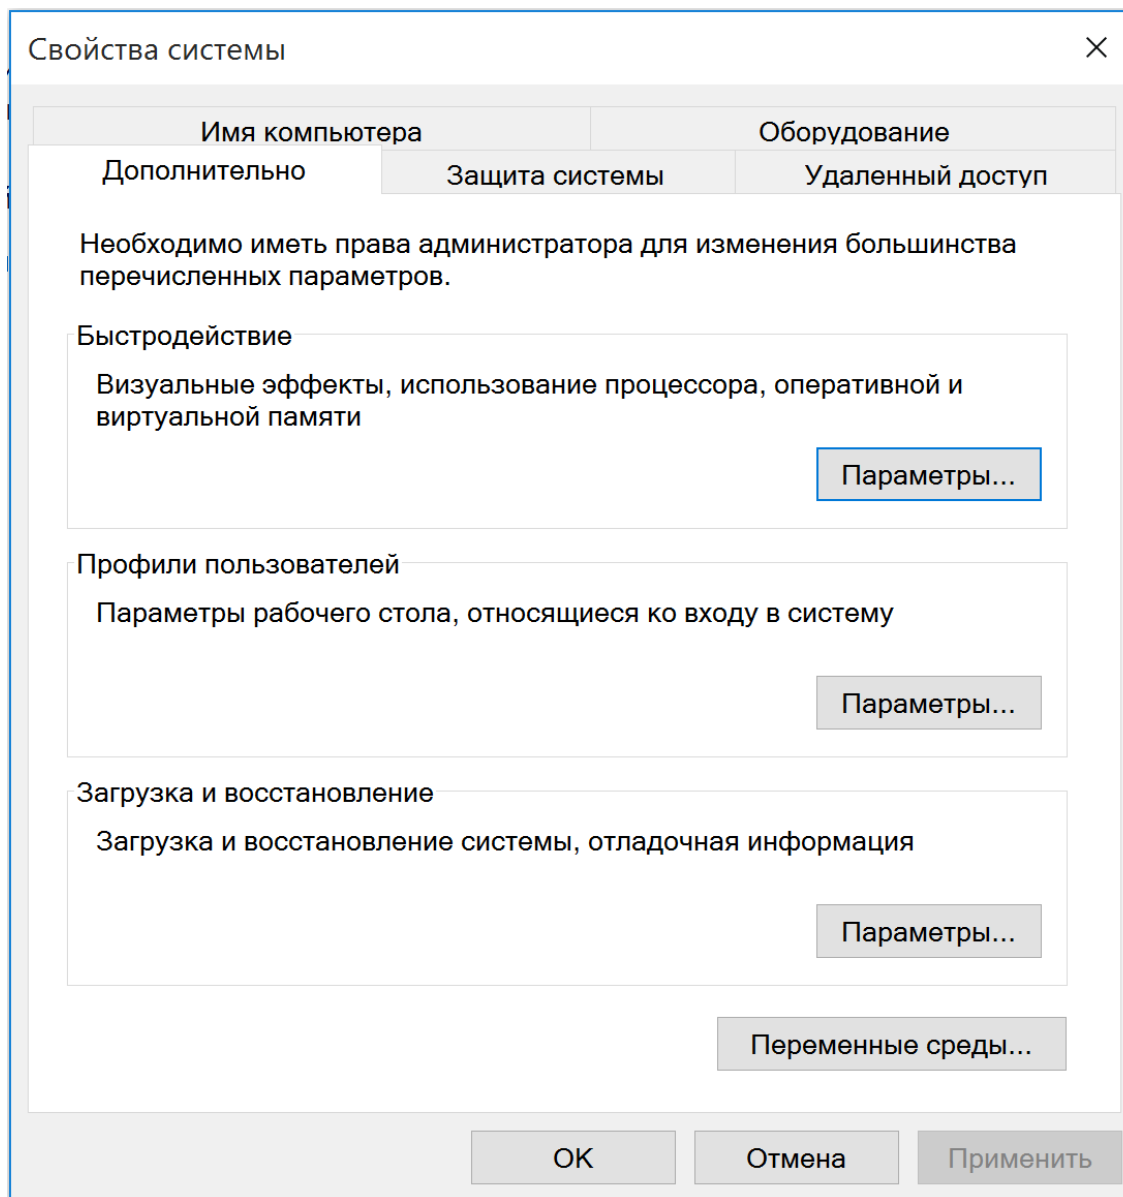 Свойства системы
Имя компьютера
Оборудование
Дополнительно
Защита системы
Удаленный доступ
Необходимо иметь права администратора для изменения большинства
перечисленных параметров.
Быстродействие
Визуальные эффекты, использование процессора, оперативной и
виртуальной памяти
Параметры...
Профили пользователей
Параметры рабочего стола, относящиеся ко входу в систему
Параметры...
Загрузка и восстановление
Загрузка и восстановление системы, отладочная информация
Параметры...
Переменные среды...
ОК
Отмена
Применить